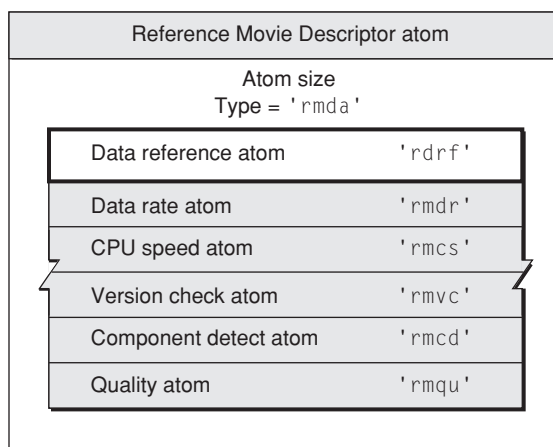 Reference Movie Descriptor atom
Atom size
Type = 'rmda'
Data reference atom 'rdrf'
Data rate atom 'rmdr'
CPU speed atom 'rmcs'
Version check atom 'rmvc'
Component detect atom 'rmcd'
Quality atom 'rmqu'